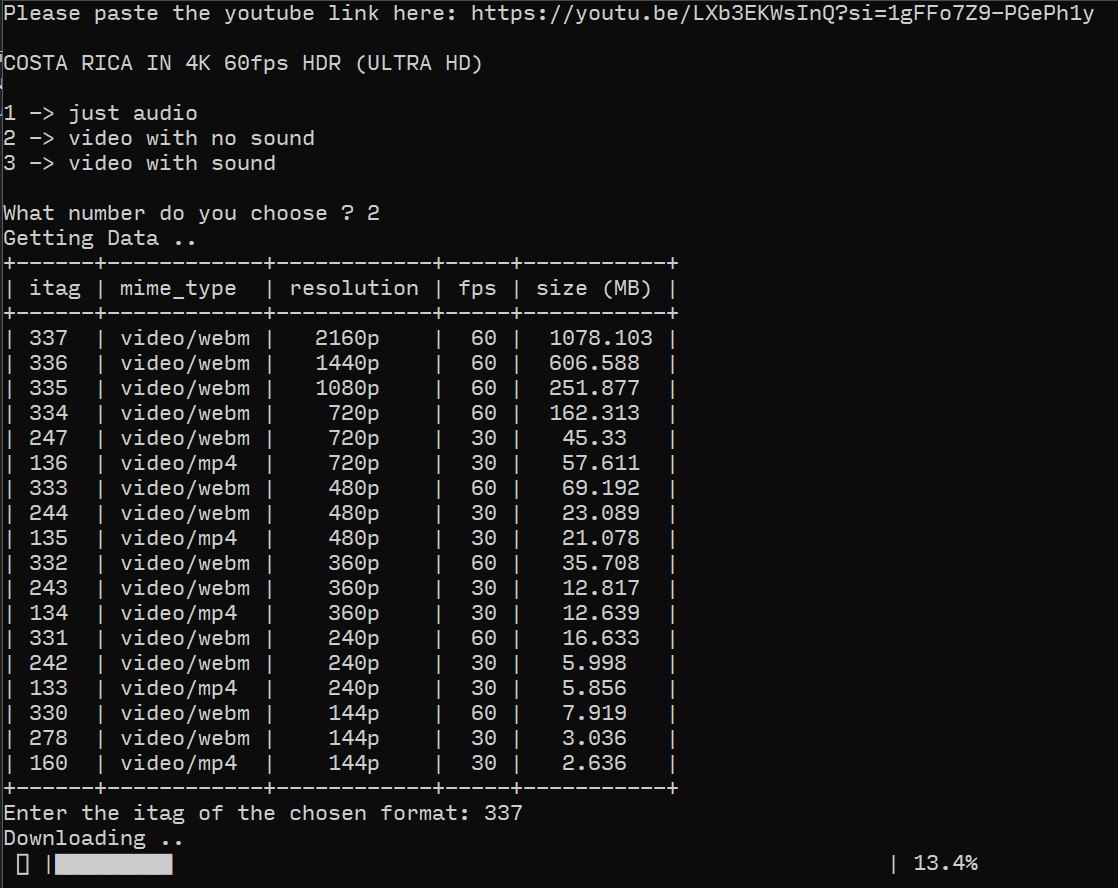 Please paste the youtube link here: https://youtu.be/LXb3EKWsInQ?si=1gFFo7Z9-PGePh1y
COSTA RICA IN 4K 60fps HDR (ULTRA HD)
1 -> just audio
2 -> video with no sound
3 -> video with sound
What number do you choose ? 2
Getting Data ..
+------+------------+------------+-----+-----------+
| itag | mime_type  | resolution | fps | size (MB) |
+------+------------+------------+-----+-----------+
| 337  | video/webm |   2160p    |  60 |  1078.103 |
| 336  | video/webm |   1440p    |  60 |  606.588  |
| 335  | video/webm |   1080p    |  60 |  251.877  |
| 334  | video/webm |    720p    |  60 |  162.313  |
| 247  | video/webm |    720p    |  30 |   45.33   |
| 136  | video/mp4  |    720p    |  30 |   57.611  |
| 333  | video/webm |    480p    |  60 |   69.192  |
| 244  | video/webm |    480p    |  30 |   23.089  |
| 135  | video/mp4  |    480p    |  30 |   21.078  |
| 332  | video/webm |    360p    |  60 |   35.708  |
| 243  | video/webm |    360p    |  30 |   12.817  |
| 134  | video/mp4  |    360p    |  30 |   12.639  |
| 331  | video/webm |    240p    |  60 |   16.633  |
| 242  | video/webm |    240p    |  30 |   5.998   |
| 133  | video/mp4  |    240p    |  30 |   5.856   |
| 330  | video/webm |    144p    |  60 |   7.919   |
| 278  | video/webm |    144p    |  30 |   3.036   |
| 160  | video/mp4  |    144p    |  30 |   2.636   |
+------+------------+------------+-----+-----------+
Enter the itag of the chosen format: 337
Downloading ..
▯ |█████████ | 13.4%